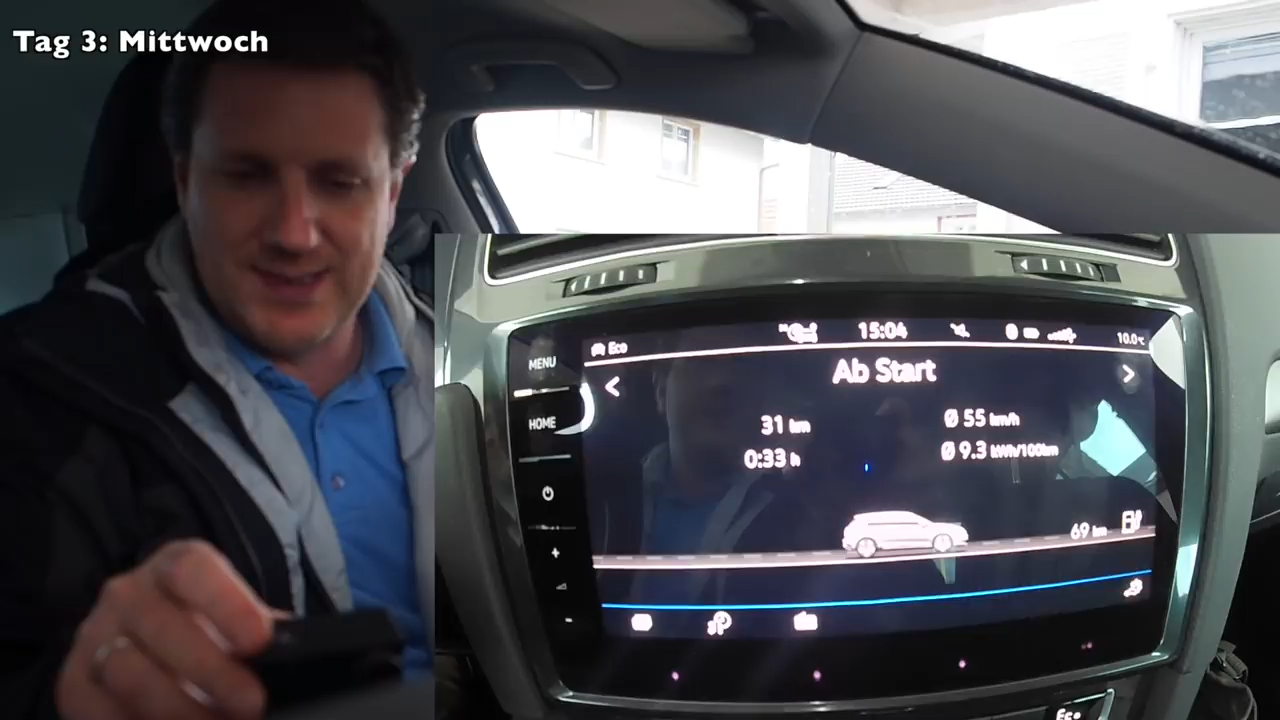 Tag 3: Mittwoch
MENU
HOME
Eco
15:04
10.0°C
Ab Start
31 km
0:33 h
Ø 55 km/h
Ø 9.3 kWh/100km
69 km
+
-